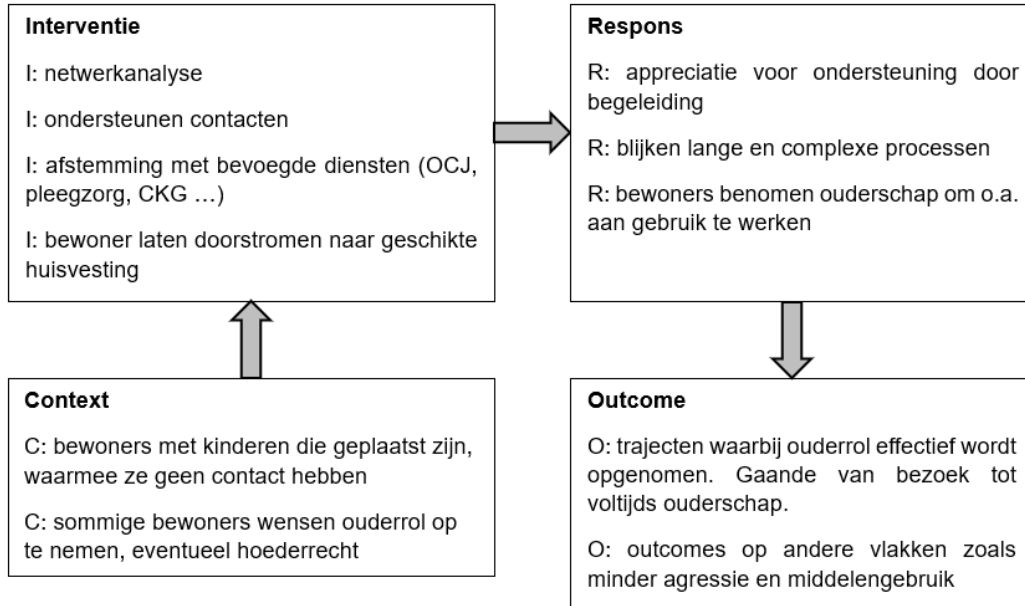 Interventie
I: netwerkanalyse
I: ondersteunen contacten
I: afstemming met bevoegde diensten (OCJ,
pleegzorg, CKG …)
I: bewoner laten doorstromen naar geschikte
huisvesting
Respons
R: appreciatie voor ondersteuning door
begeleiding
R: blijken lange en complexe processen
R: bewoners benomen ouderschap om o.a.
aan gebruik te werken
Context
C: bewoners met kinderen die geplaatst zijn,
waarmee ze geen contact hebben
C: sommige bewoners wensen ouderrol op
te nemen, eventueel hoederrecht
Outcome
O: trajecten waarbij ouderrol effectief wordt
opgenomen. Gaande van bezoek tot
voltijds ouderschap.
O: outcomes op andere vlakken zoals
minder agressie en middelengebruik